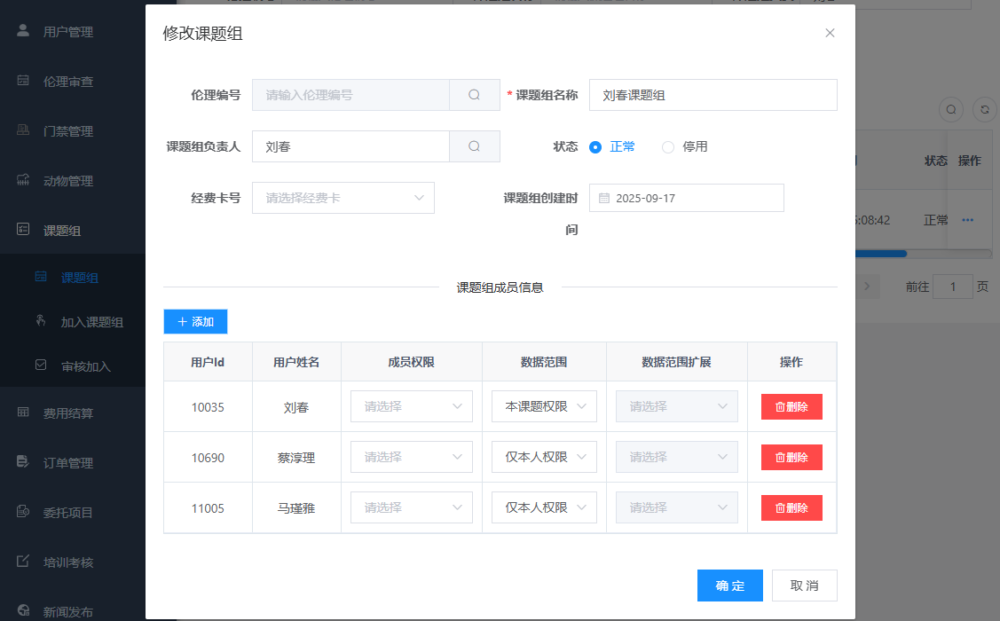 用户管理
伦理审查
门禁管理
动物管理
课题组
课题组
加入课题组
审核加入
费用结算
订单管理
委托项目
培训考核
新闻发布
修改课题组
伦理编号 请输入伦理编号 * 课题组名称 刘春课题组
课题组负责人 刘春 状态 正常 停用
经费卡号 请选择经费卡 课题组创建时间 2025-09-17
课题组成员信息
添加
用户Id 用户姓名 成员权限 数据范围 数据范围扩展 操作
10035 刘春 请选择 本课题权限 请选择 删除
10690 蔡淳理 请选择 仅本人权限 请选择 删除
11005 马瑾雅 请选择 仅本人权限 请选择 删除
确 定 取 消
状态 操作
:08:42 正常
前往 1 页